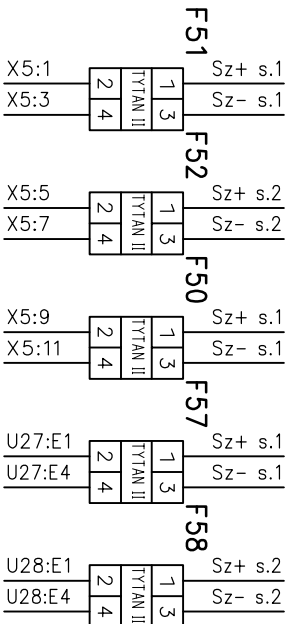 F51
X5:1 2 TYTAN II 1 Sz+ s.1
X5:3 4 3 Sz- s.1
F52
X5:5 2 TYTAN II 1 Sz+ s.2
X5:7 4 3 Sz- s.2
F50
X5:9 2 TYTAN II 1 Sz+ s.1
X5:11 4 3 Sz- s.1
F57
U27:E1 2 TYTAN II 1 Sz+ s.1
U27:E4 4 3 Sz- s.1
F58
U28:E1 2 TYTAN II 1 Sz+ s.2
U28:E4 4 3 Sz- s.2